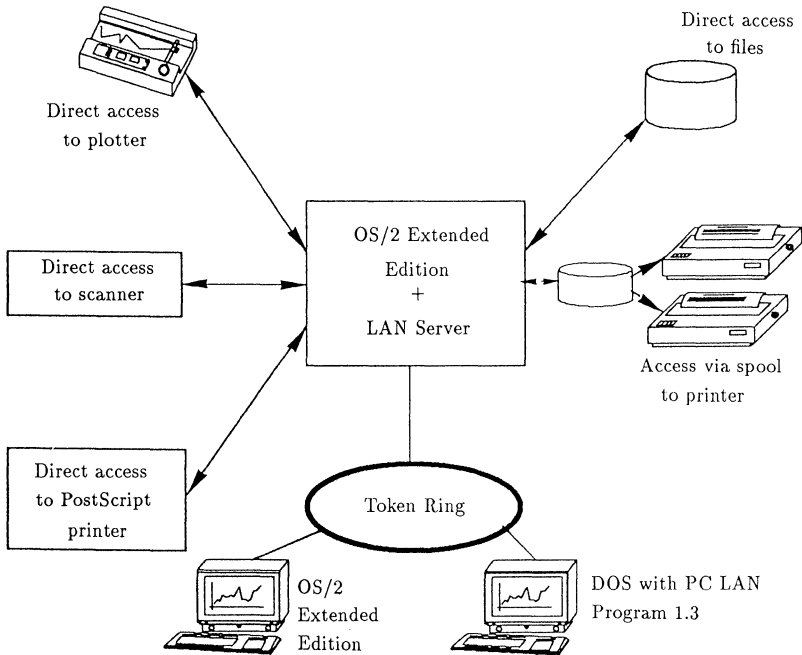 Direct access
to plotter
Direct access
to files
OS/2 Extended
Edition
+
LAN Server
Direct access
to scanner
Access via spool
to printer
Direct access
to PostScript
printer
Token Ring
OS/2
Extended
Edition
DOS with PC LAN
Program 1.3